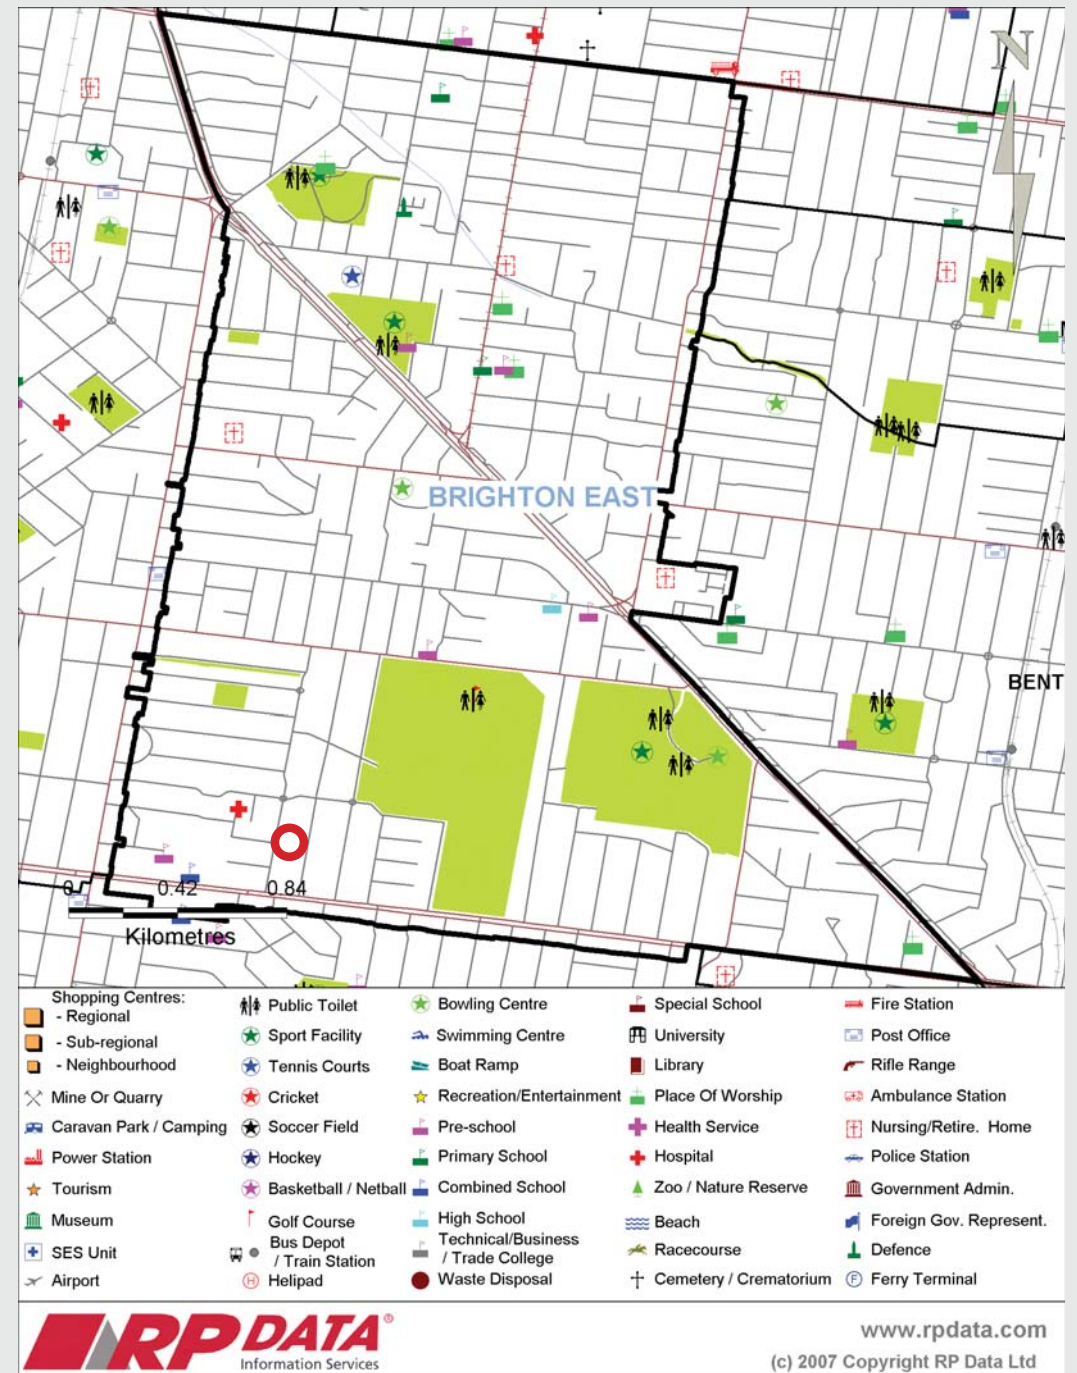 N
BRIGHTON EAST
BENT
0 0.42 0.84
Kilometres
Shopping Centres:
- Regional
- Sub-regional
- Neighbourhood
Mine Or Quarry
Caravan Park / Camping
Power Station
Tourism
Museum
SES Unit
Airport
Public Toilet
Sport Facility
Tennis Courts
Cricket
Soccer Field
Hockey
Basketball / Netball
Golf Course
Bus Depot
/ Train Station
H Helipad
Bowling Centre
Swimming Centre
Boat Ramp
Recreation/Entertainment
Pre-school
Primary School
Combined School
High School
Technical/Business
/ Trade College
Waste Disposal
Special School
University
Library
Place Of Worship
Health Service
Hospital
Zoo / Nature Reserve
Beach
Racecourse
Cemetery / Crematorium
Fire Station
Post Office
Rifle Range
Ambulance Station
Nursing/Retire. Home
Police Station
Government Admin.
Foreign Gov. Represent.
Defence
F Ferry Terminal
RP DATA®
Information Services
www.rpdata.com
(c) 2007 Copyright RP Data Ltd